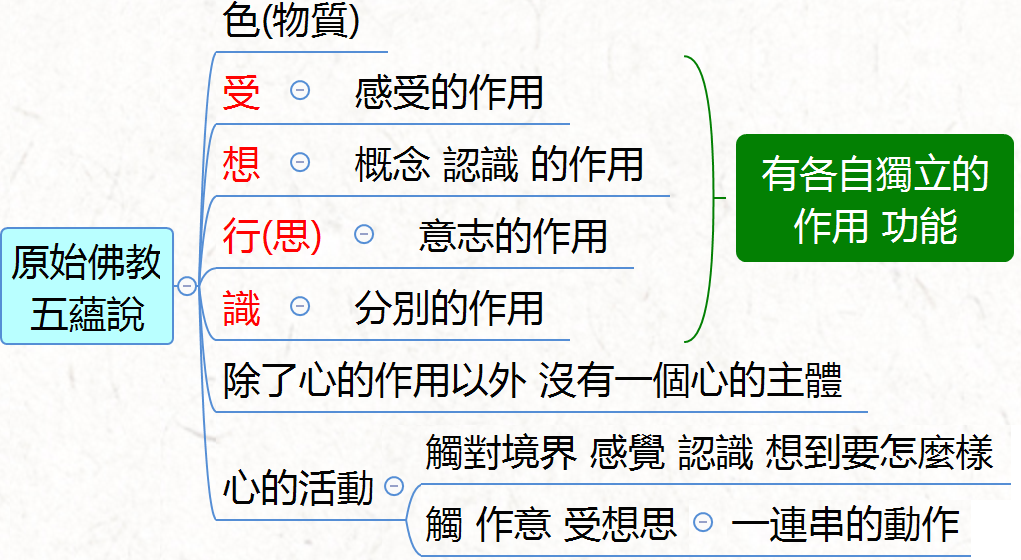 色(物質)
受 感受的作用
想 概念 認識 的作用
行(思) 意志的作用
識 分別的作用
有各自獨立的
作用 功能
原始佛教
五蘊說
除了心的作用以外 沒有一個心的主體
心的活動
觸對境界 感覺 認識 想到要怎麼樣
觸 作意 受想思 一連串的動作